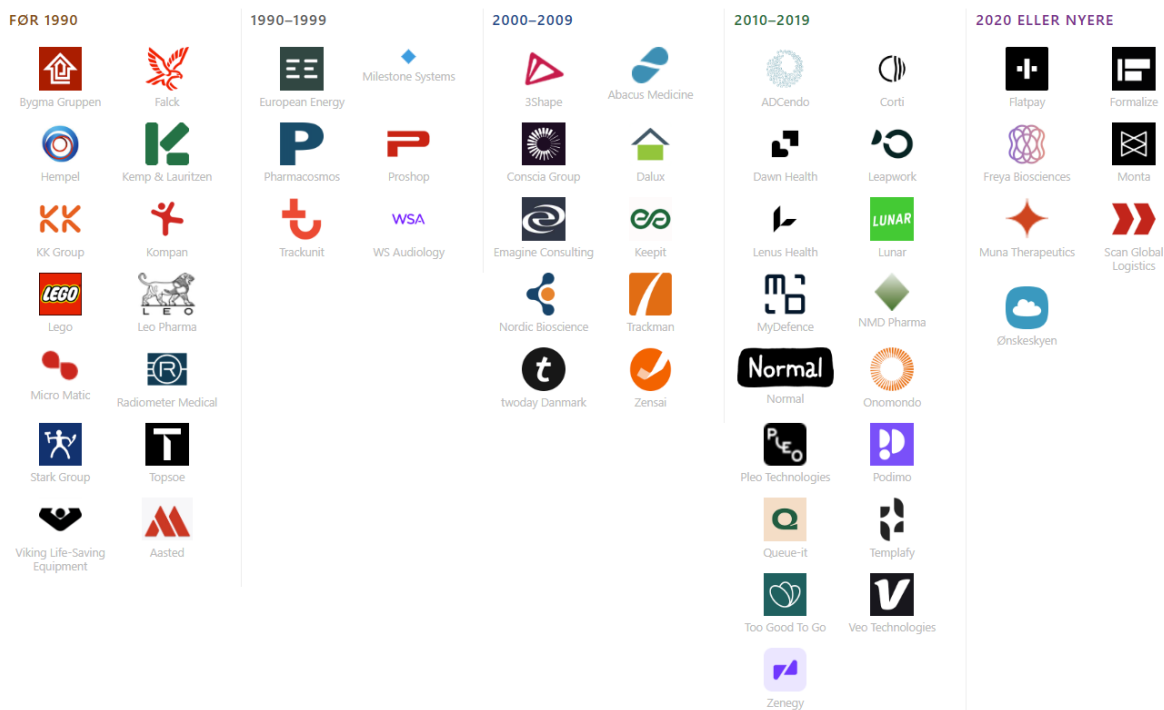 FØR 1990
Bygma Gruppen
Falck
Hempel
Kemp & Lauritzen
KK
KK Group
Kompan
LEGO
Lego
LEO
Leo Pharma
Micro Matic
R
Radiometer Medical
Stark Group
T
Topsoe
Viking Life-Saving
Equipment
Aasted
1990–1999
European Energy
Milestone Systems
P
Pharmacosmos
P
Proshop
tu
Trackunit
WSA
WS Audiology
2000–2009
3Shape
Abacus Medicine
Conscia Group
Dalux
e
Emagine Consulting
Keepit
Nordic Bioscience
Trackman
t
twoday Danmark
Zensai
2010–2019
ADCendo
Corti
Dawn Health
Leapwork
Lenus Health
LUNAR
Lunar
MyDefence
NMD Pharma
Normal
Normal
Onomondo
PLEO
Pleo Technologies
Podimo
Q
Queue-it
Templafy
Too Good To Go
V
Veo Technologies
Zenegy
2020 ELLER NYERE
Flatpay
Formalize
Freya Biosciences
Monta
Muna Therapeutics
Scan Global
Logistics
Ønskeskyen